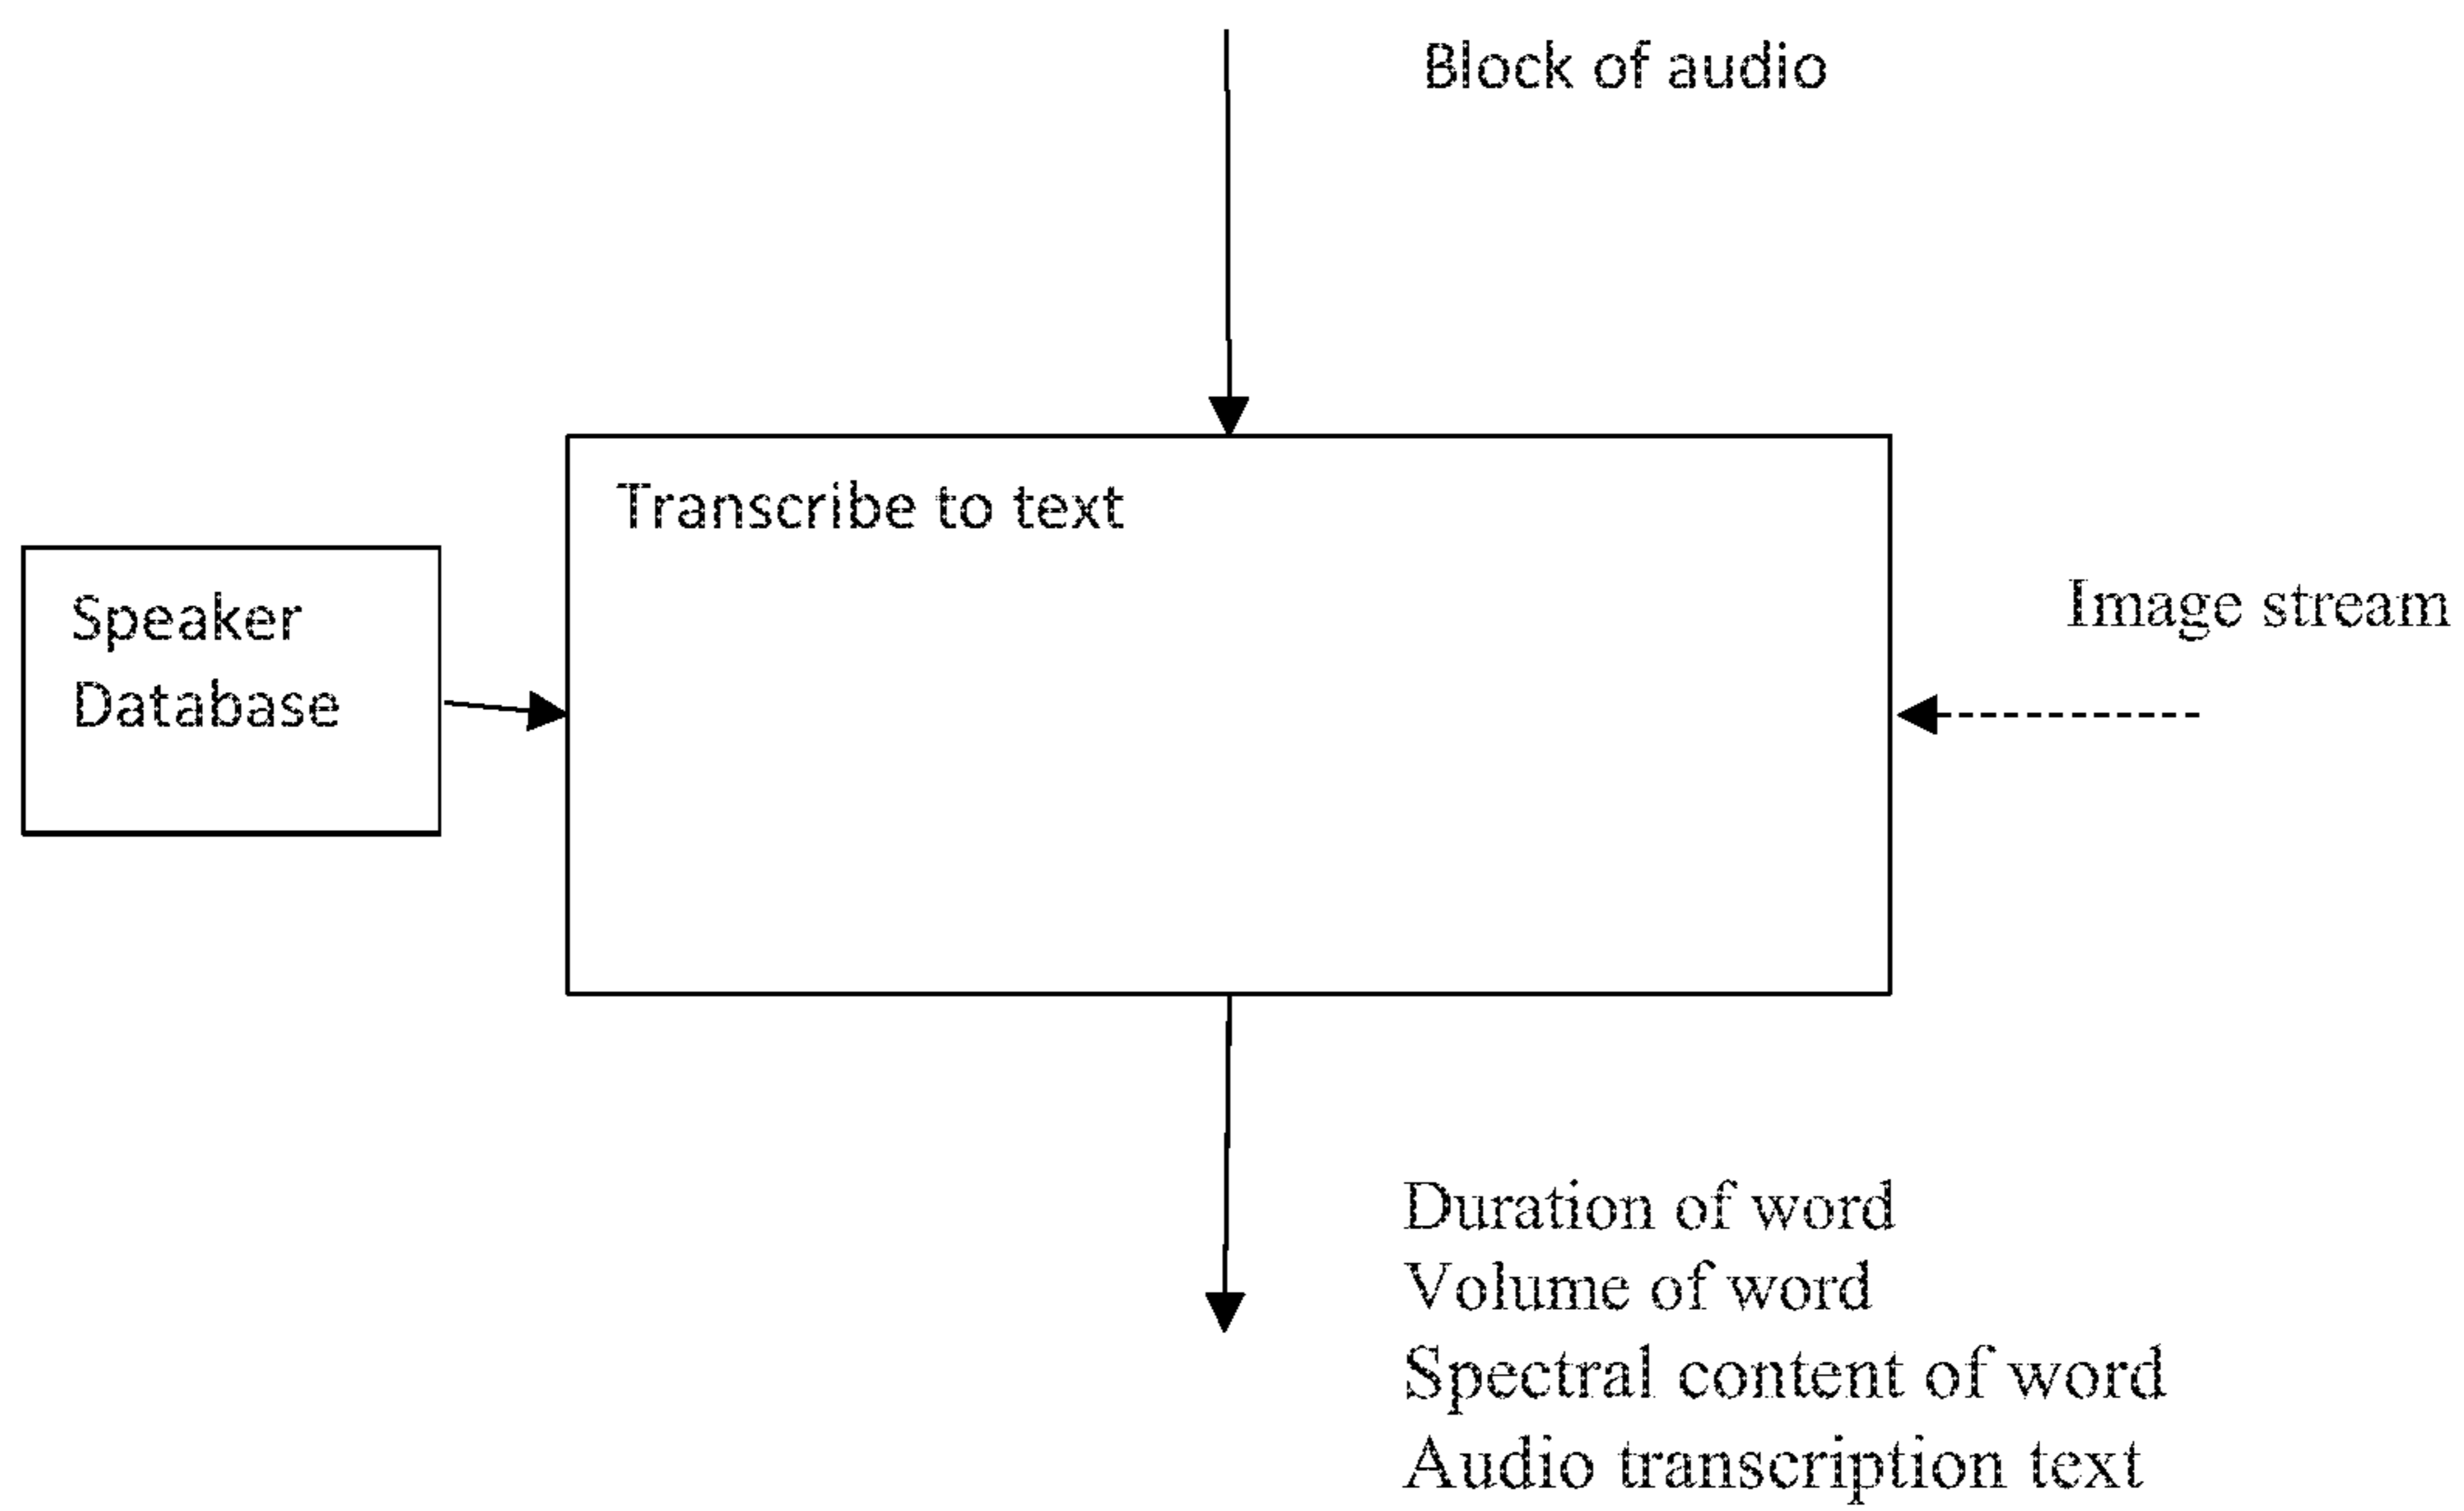 Block of audio
Transcribe to text
Speaker
Database
Image stream
Duration of word
Volume of word
Spectral content of word
Audio transcription text